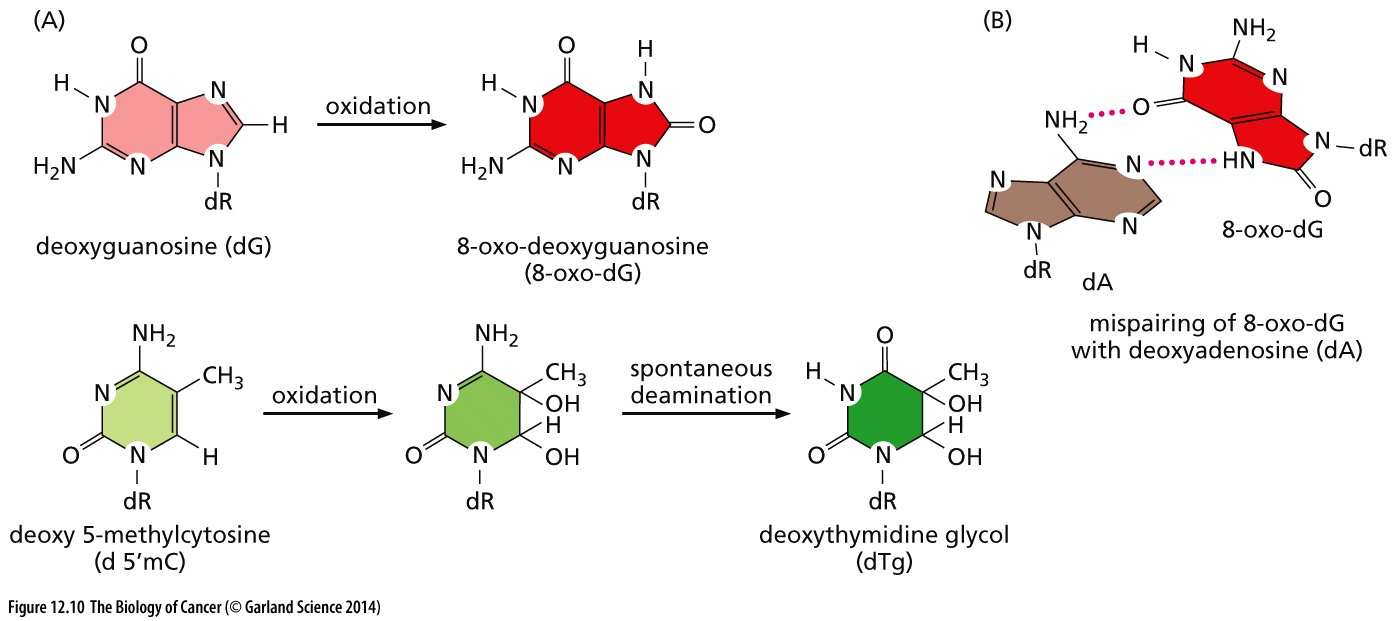 (A)
O
H
N
N
H
H₂N
N
N
dR
deoxyguanosine (dG)
oxidation
O
H
H
N
N
O
H₂N
N
N
dR
8-oxo-deoxyguanosine
(8-oxo-dG)
NH₂
N
CH₃
O
N
H
dR
deoxy 5-methylcytosine
(d 5’mC)
oxidation
NH₂
N
CH₃
OH
H
O
N
OH
dR
spontaneous
deamination
O
H
N
CH₃
OH
H
O
N
OH
dR
deoxythymidine glycol
(dTg)
(B)
NH₂
H
N
N
O
NH₂
N
dR
N
HN
N
O
N
N
8-oxo-dG
dR
dA
mispairing of 8-oxo-dG
with deoxyadenosine (dA)
Figure 12.10 The Biology of Cancer (© Garland Science 2014)